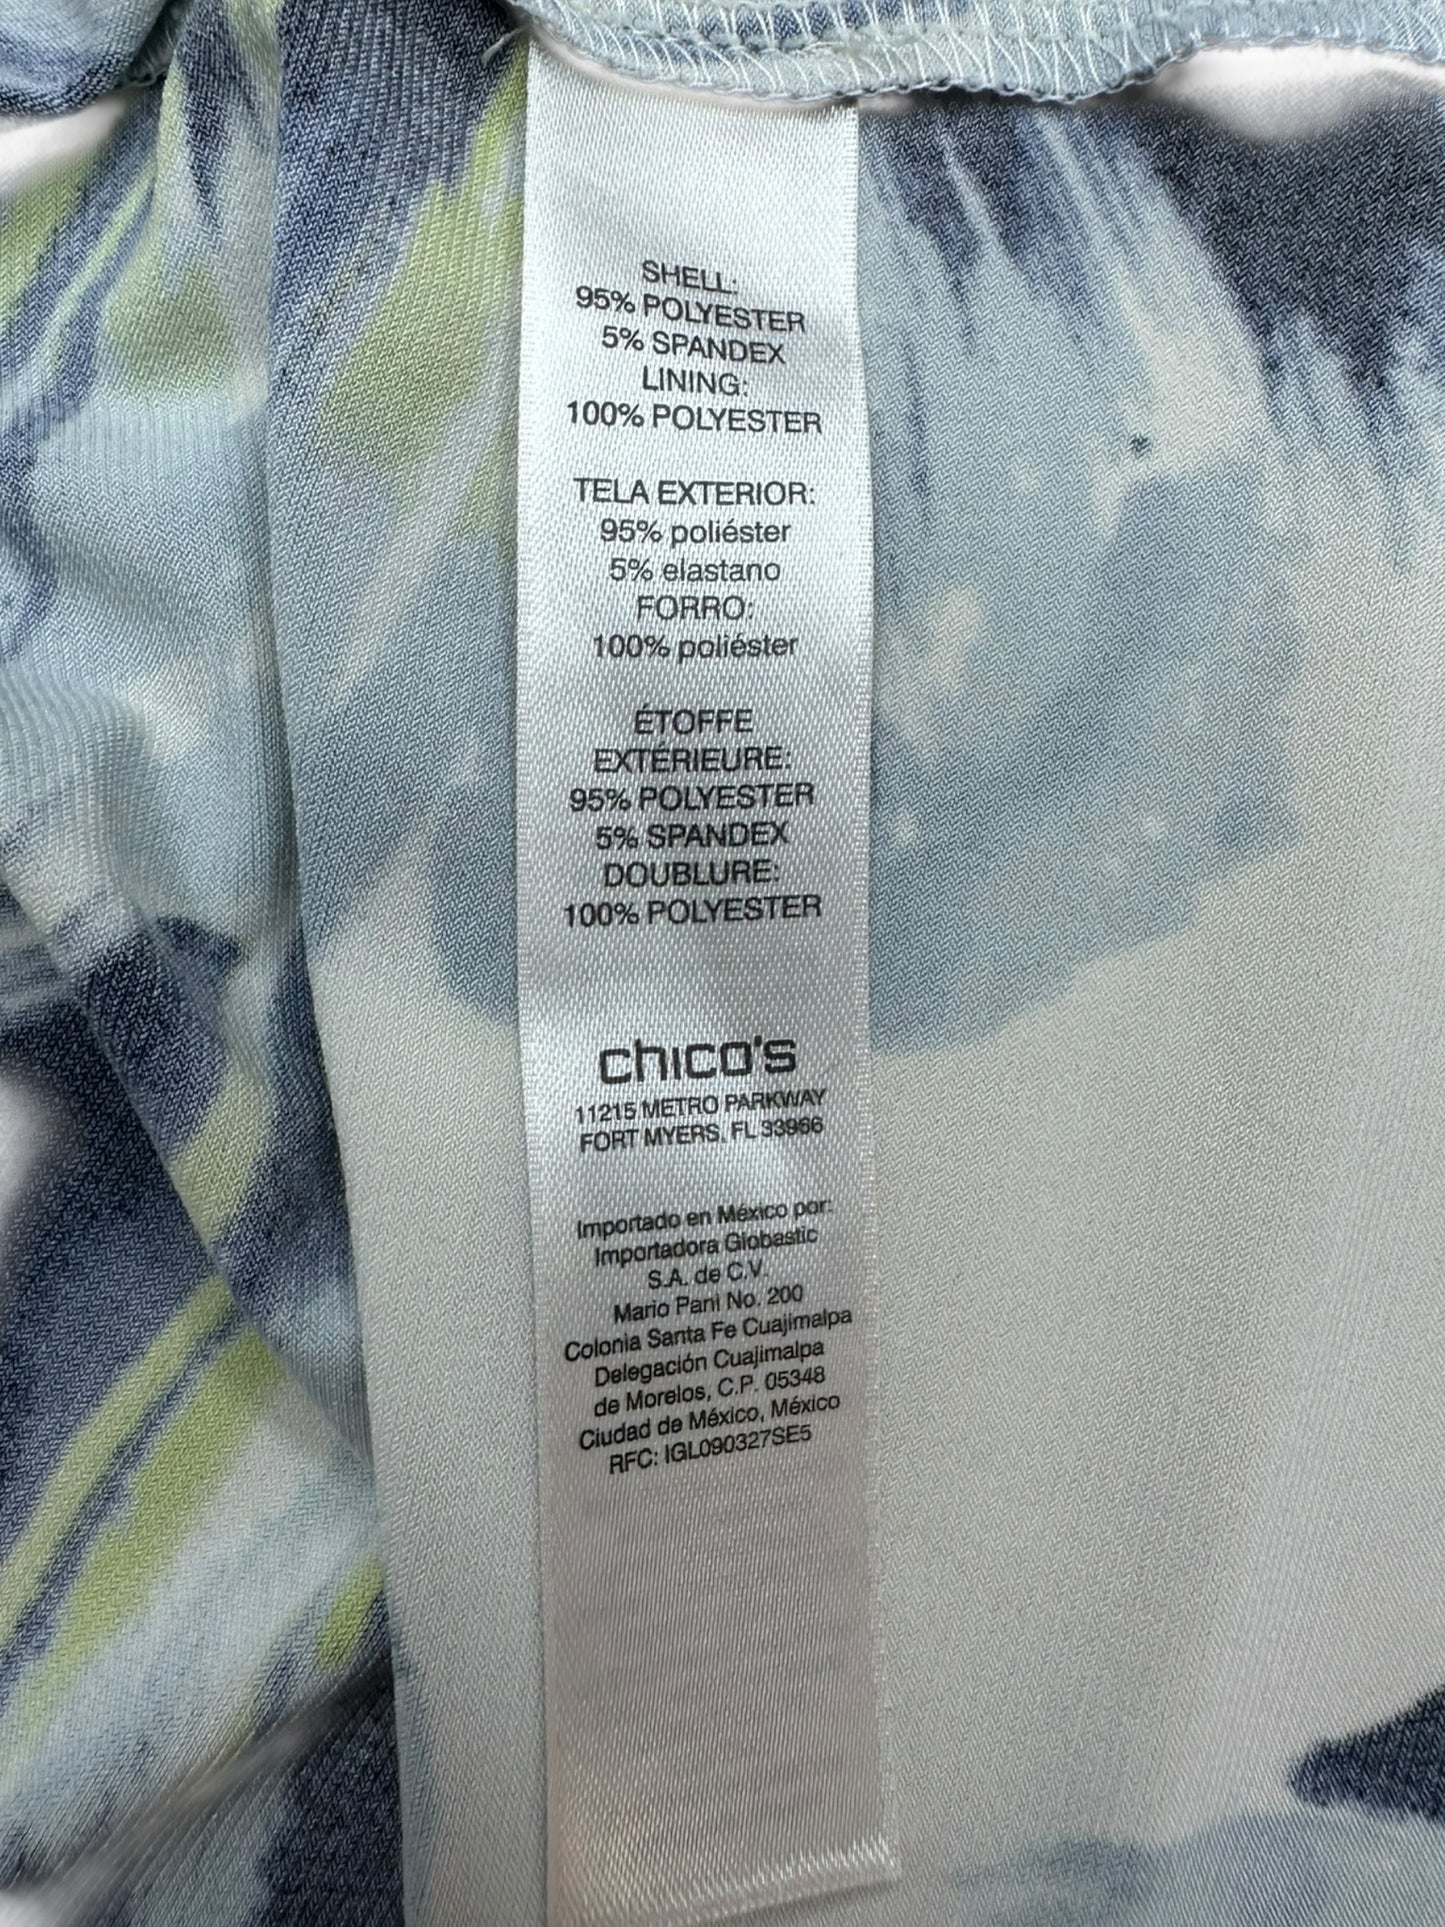 SHELL:
95% POLYESTER
5% SPANDEX
LINING:
100% POLYESTER
TELA EXTERIOR:
95% poliéster
5% elastano
FORRO:
100% poliéster
ÉTOFFE
EXTÉRIEURE:
95% POLYESTER
5% SPANDEX
DOUBLURE:
100% POLYESTER
chico's
11215 METRO PARKWAY
FORT MYERS, FL 33966
Importado en México por:
Importadora Globastic
S.A. de C.V.
Mario Pani No. 200
Colonia Santa Fe Cuajimalpa
Delegación Cuajimalpa
de Morelos, C.P. 05348
Ciudad de México, México
RFC: IGL090327SE5